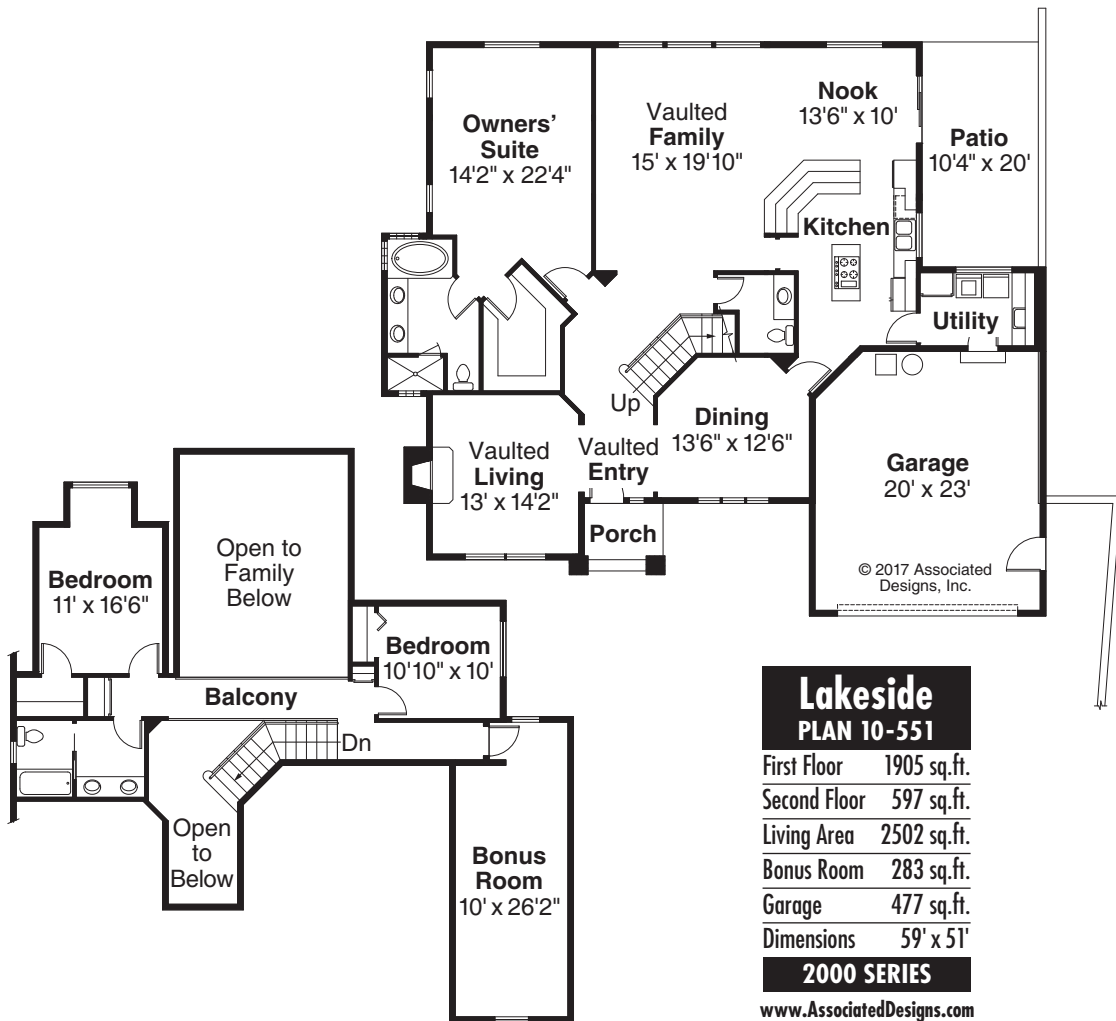 Owners'
Suite
14'2" x 22'4"
Vaulted
Family
15' x 19'10"
Nook
13'6" x 10'
Patio
10'4" x 20'
Kitchen
Utility
Up
Dining
13'6" x 12'6"
Vaulted
Living
13' x 14'2"
Vaulted
Entry
Porch
Garage
20' x 23'
© 2017 Associated
Designs, Inc.
Bedroom
11' x 16'6"
Open to
Family
Below
Bedroom
10'10" x 10'
Balcony
Dn
Open
to
Below
Bonus
Room
10' x 26'2"
Lakeside
PLAN 10-551
First Floor 1905 sq.ft.
Second Floor 597 sq.ft.
Living Area 2502 sq.ft.
Bonus Room 283 sq.ft.
Garage 477 sq.ft.
Dimensions 59' x 51'
2000 SERIES
www.AssociatedDesigns.com